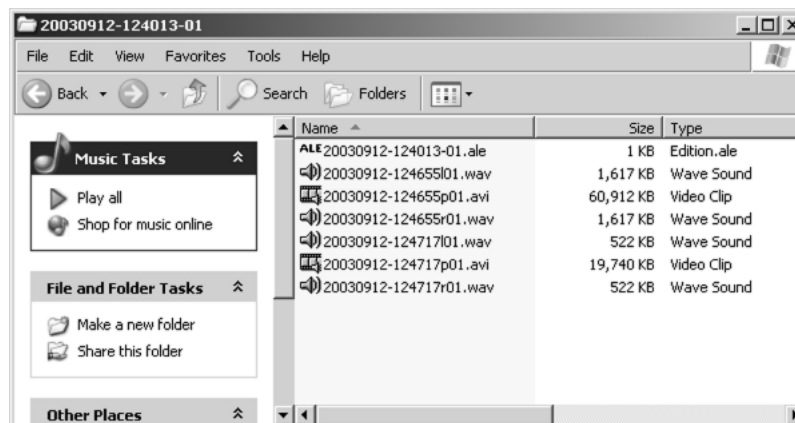 20030912-124013-01
File Edit View Favorites Tools Help
Back Search Folders
Music Tasks
Play all
Shop for music online
File and Folder Tasks
Make a new folder
Share this folder
Other Places
Name Size Type
ALE 20030912-124013-01.ale 1 KB Edition.ale
20030912-124655l01.wav 1,617 KB Wave Sound
20030912-124655p01.avi 60,912 KB Video Clip
20030912-124655r01.wav 1,617 KB Wave Sound
20030912-124717l01.wav 522 KB Wave Sound
20030912-124717p01.avi 19,740 KB Video Clip
20030912-124717r01.wav 522 KB Wave Sound